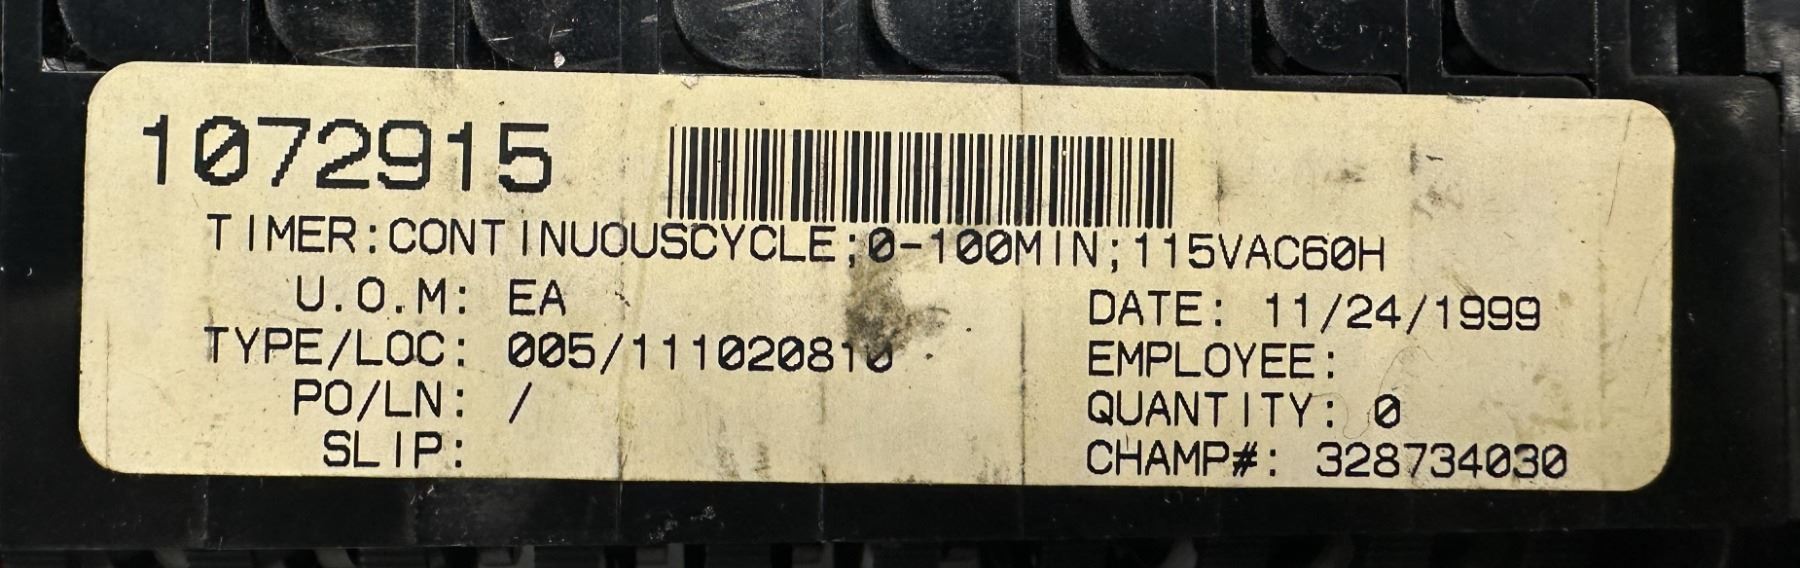 1072915
TIMER:CONTINUOUSCYCLE;0-100MIN;115VAC60H
U.O.M: EA
DATE: 11/24/1999
TYPE/LOC: 005/111020810
EMPLOYEE:
PO/LN: /
QUANTITY: 0
SLIP:
CHAMP#: 328734030